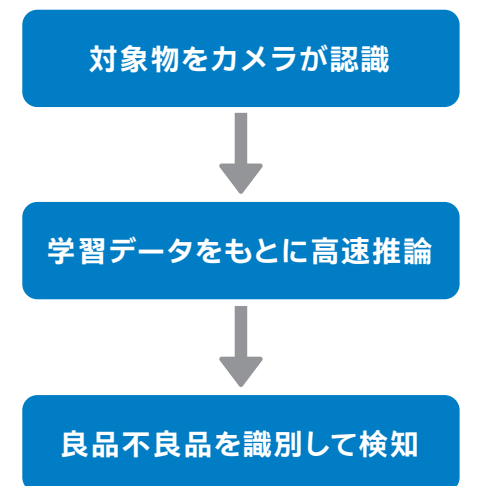 対象物をカメラが認識
学習データをもとに高速推論
良品不良品を識別して検知